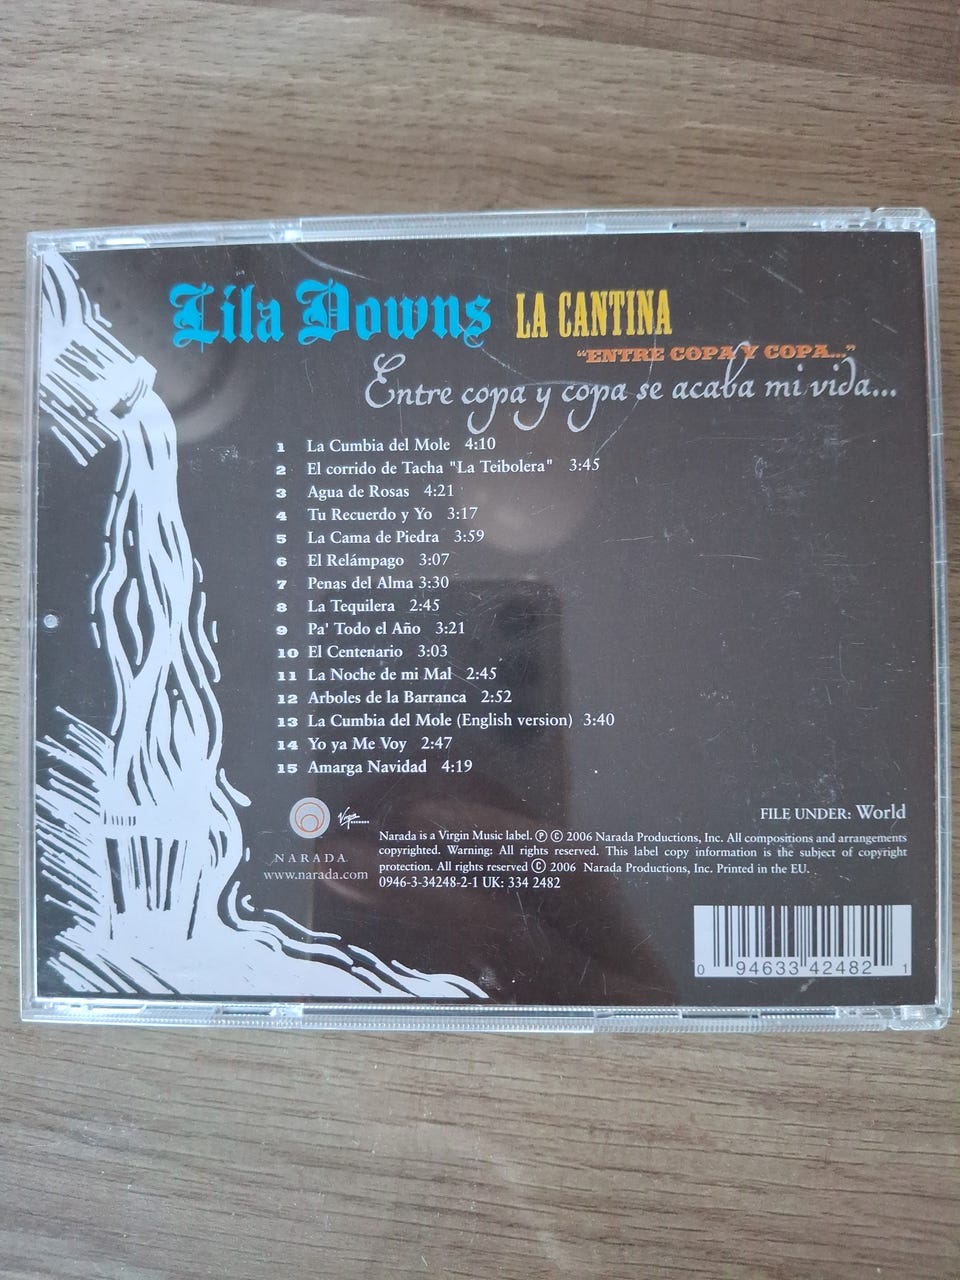 Lila Downs LA CANTINA
"ENTRE COPA Y COPA..."
Entre copa y copa se acaba mi vida...
1 La Cumbia del Mole 4:10
2 El corrido de Tacha "La Teibolera" 3:45
3 Agua de Rosas 4:21
4 Tu Recuerdo y Yo 3:17
5 La Cama de Piedra 3:59
6 El Relámpago 3:07
7 Penas del Alma 3:30
8 La Tequilera 2:45
9 Pa' Todo el Año 3:21
10 El Centenario 3:03
11 La Noche de mi Mal 2:45
12 Arboles de la Barranca 2:52
13 La Cumbia del Mole (English version) 3:40
14 Yo ya Me Voy 2:47
15 Amarga Navidad 4:19
FILE UNDER: World
Virgin
NARADA
www.narada.com
Narada is a Virgin Music label. ℗ © 2006 Narada Productions, Inc. All compositions and arrangements
copyrighted. Warning: All rights reserved. This label copy information is the subject of copyright
protection. All rights reserved © 2006 Narada Productions, Inc. Printed in the EU.
0946-3-34248-2-1 UK: 334 2482
0 94633 42482 1